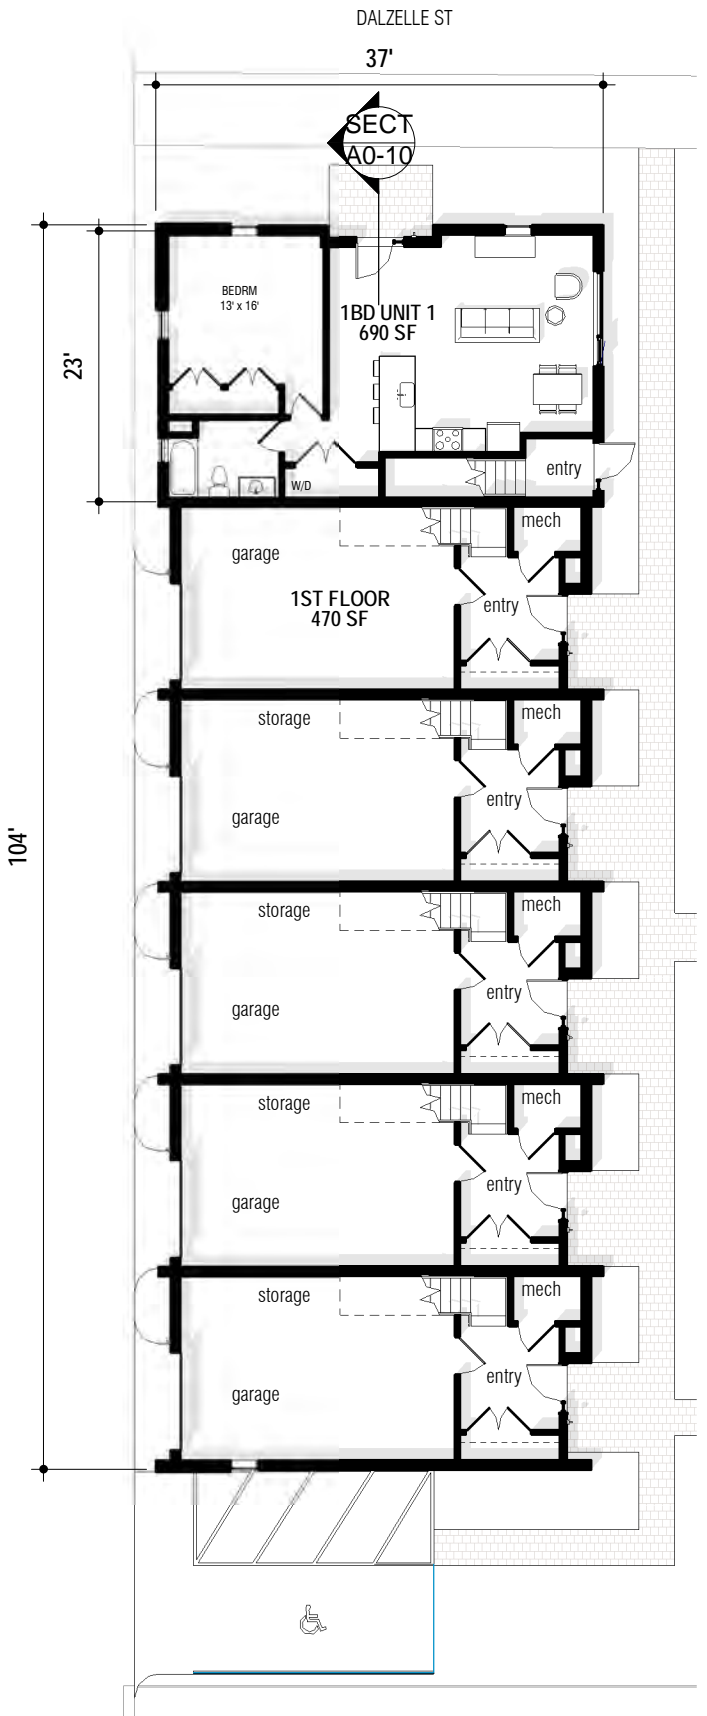 DALZELLE ST
37'
SECT
A0-10
BEDRM
13' x 16'
1BD UNIT 1
690 SF
23'
entry
W/D
mech
garage
1ST FLOOR
470 SF
entry
storage
mech
garage
entry
104'
storage
mech
garage
entry
storage
mech
garage
entry
storage
mech
garage
entry